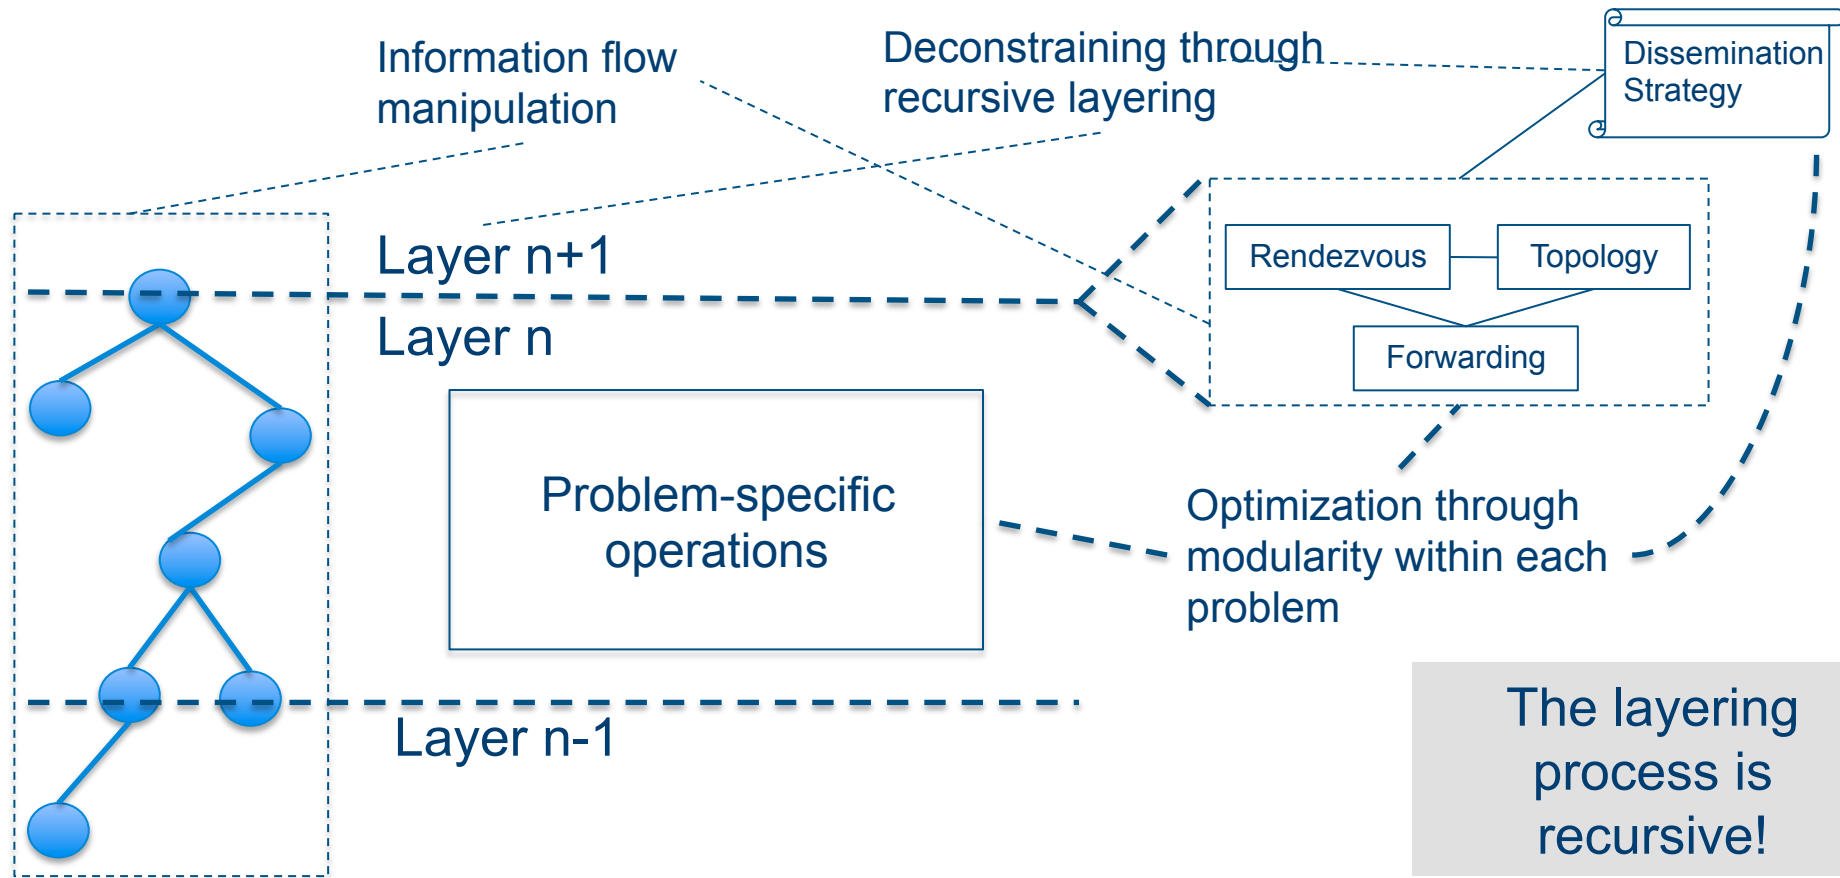 Information flow
manipulation
Deconstraining through
recursive layering
Dissemination
Strategy
Layer n+1
Layer n
Rendezvous
Topology
Forwarding
Problem-specific
operations
Optimization through
modularity within each
problem
Layer n-1
The layering
process is
recursive!